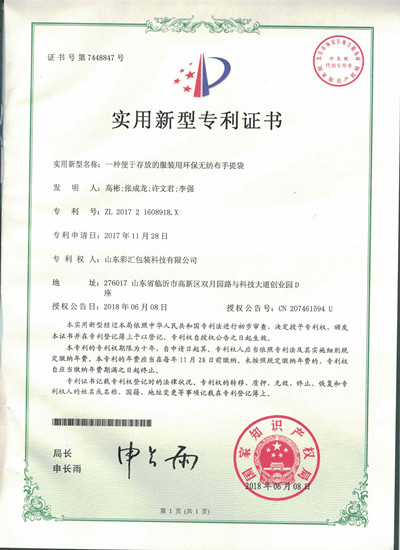 证书号第7448847号
实用新型专利证书
实用新型名称:一种便于存放的服装用环保无纺布手提袋
发 明 人:高彬;张成龙;许文君;李强
专 利 号:ZL 2017 2 1608918.X
专利申请日:2017年11月28日
专 利 权 人:山东彩汇包装科技有限公司
地 址:276017 山东省临沂市高新区双月园路与科技大道创业园D
座
授权公告日:2018年06月08日 授权公告号:CN 207461594 U
本实用新型经过本局依照中华人民共和国专利法进行初步审查,决定授予专利权,颁发
本证书并在专利登记簿上予以登记。专利权自授权公告之日起生效。
本专利的专利权期限为十年,自申请日起算。专利权人应当依照专利法及其实施细则规
定缴纳年费。本专利的年费应当在每年11月28日前缴纳。未按照规定缴纳年费的,专利权
自应当缴纳年费期满之日起终止。
专利证书记载专利权登记时的法律状况。专利权的转移、质押、无效、终止、恢复和专
利权人的姓名或名称、国籍、地址变更等事项记载在专利登记簿上。
局长
申长雨
申长雨
国家知识产权局
2018年06月08日
第1页(共1页)